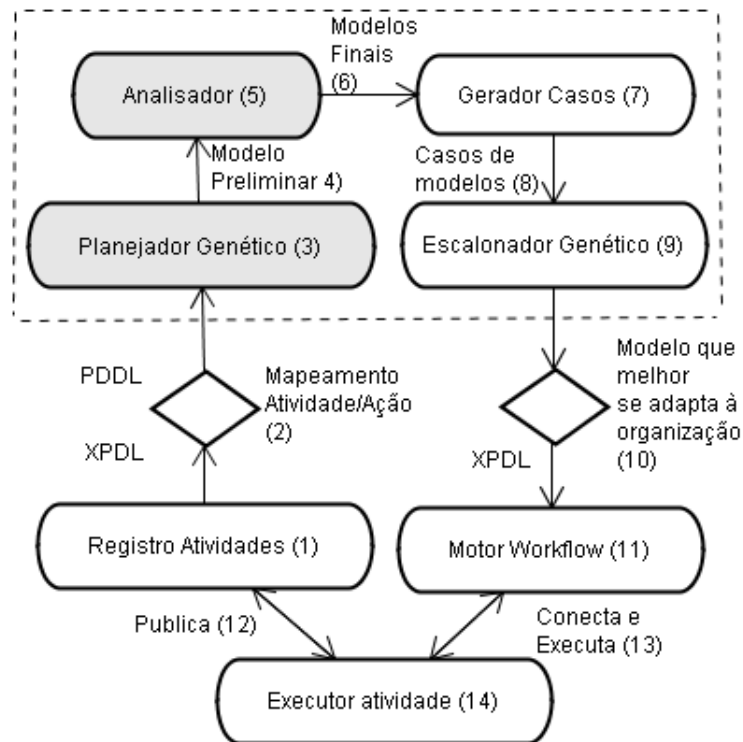 Modelos
Finais
(6)
Analisador (5)
Gerador Casos (7)
Modelo
Preliminar 4)
Casos de
modelos (8)
Planejador Genético (3)
Escalonador Genético (9)
PDDL
Mapeamento
Atividade/Ação
(2)
XPDL
Modelo que
melhor
se adapta à
organização
(10)
XPDL
Registro Atividades (1)
Motor Workflow (11)
Publica (12)
Conecta e
Executa (13)
Executor atividade (14)